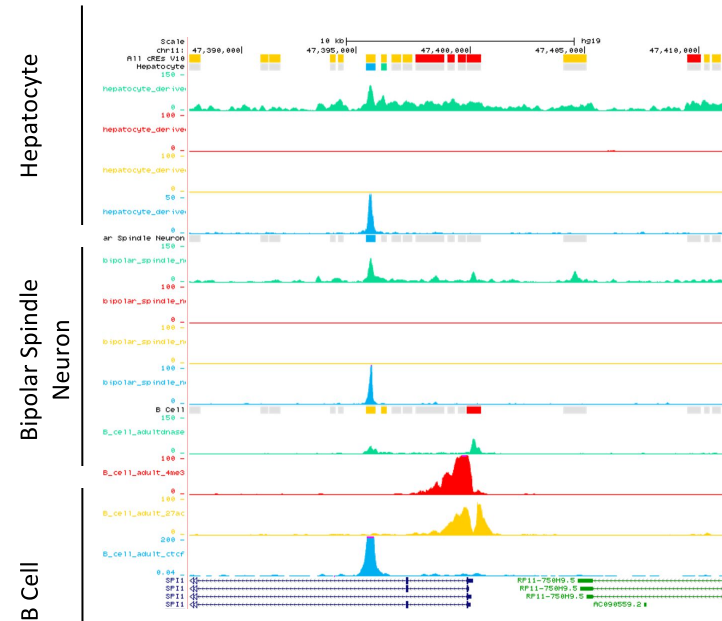 Hepatocyte
Bipolar Spindle
Neuron
B Cell
Scale 10 kb hg19
chr11: 47,390,000 47,395,000 47,400,000 47,405,000 47,410,000
All cREs V10
Hepatocyte
150 -
hepatocyte_derive
0 -
100 -
hepatocyte_derive
0 -
100 -
hepatocyte_derive
0 -
50 -
hepatocyte_derive
0 -
ar Spindle Neuron
150 -
bipolar_spindle_n
0 -
100 -
bipolar_spindle_n
0 -
100 -
bipolar_spindle_n
0 -
100 -
bipolar_spindle_n
0 -
B Cell
150 -
B_cell_adultdnase
0 -
100 -
B_cell_adult_4me3
0 -
100 -
B_cell_adult_27ac
0 -
200 -
B_cell_adult_ctcf
0.04 -
SPI1 RP11-750H9.5
SPI1 RP11-750H9.5
SPI1 RP11-750H9.5
SPI1 AC090559.2